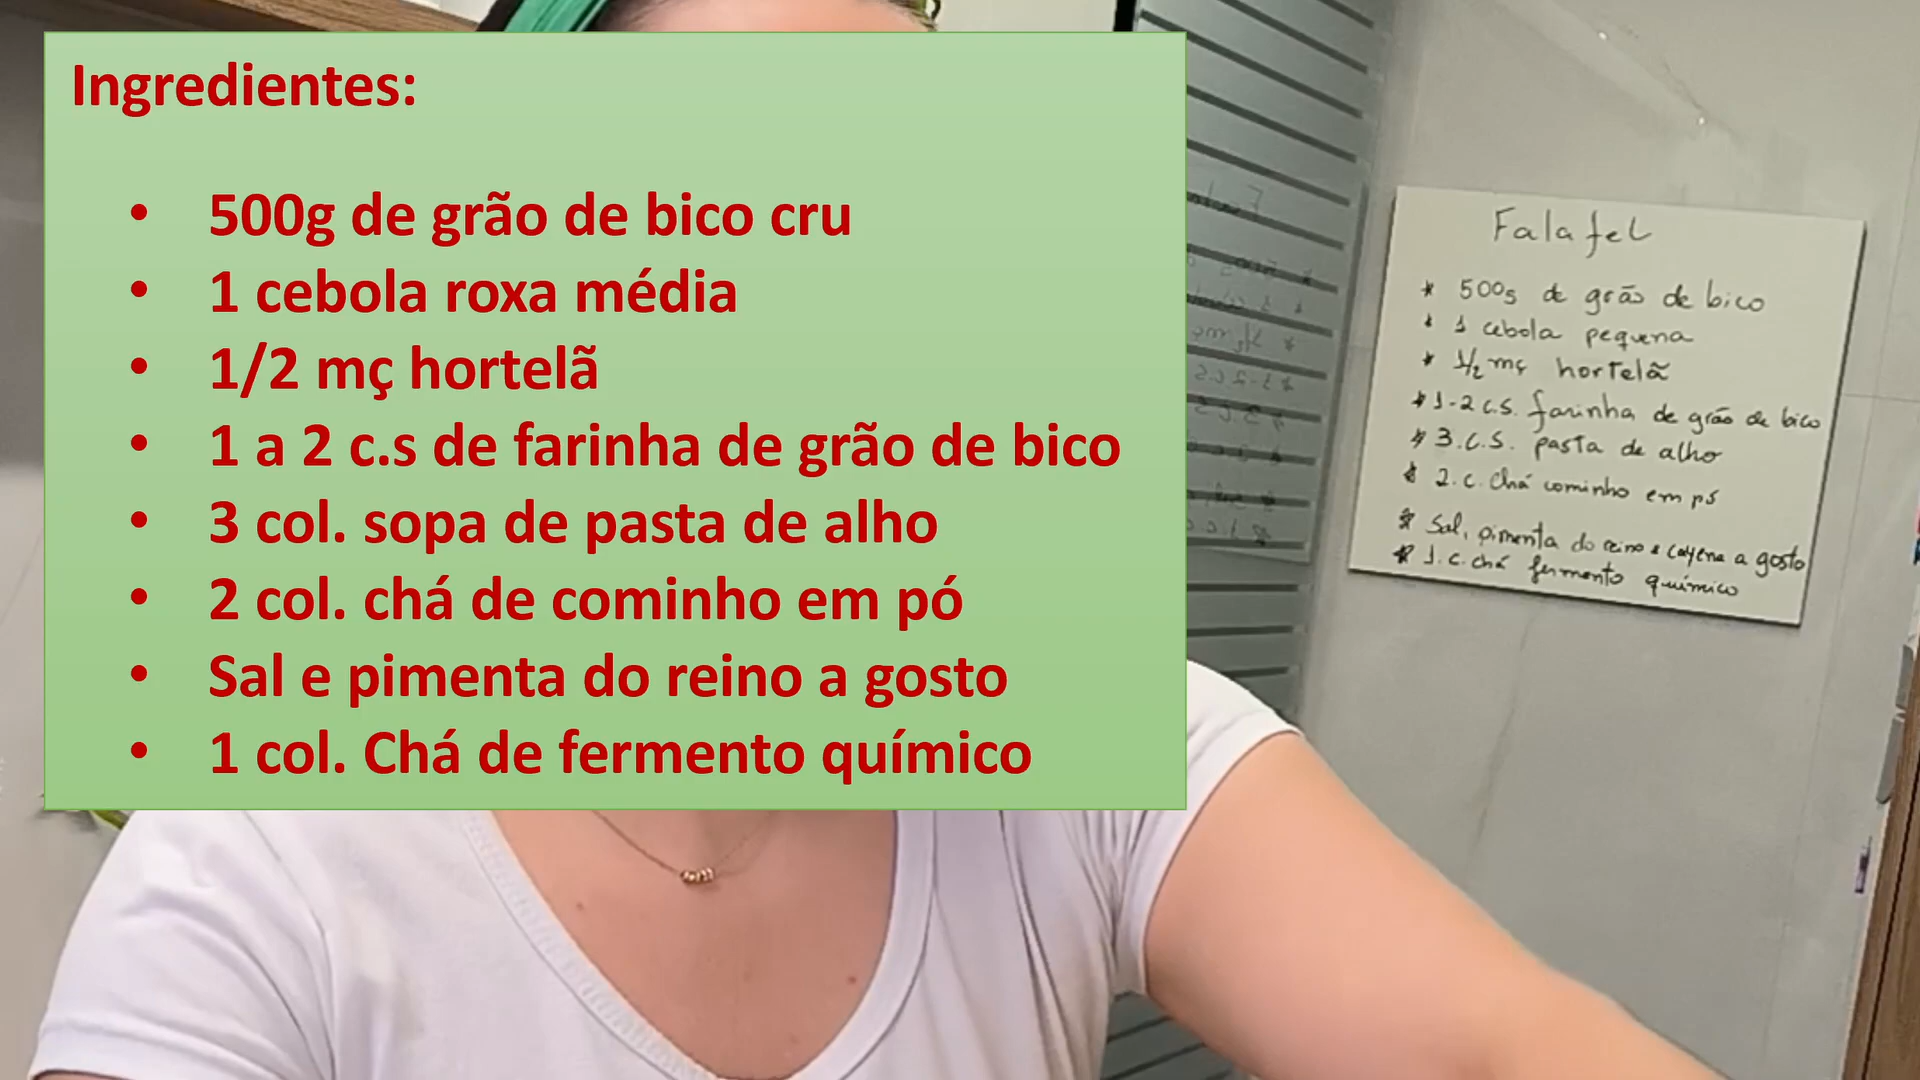 Ingredientes:
• 500g de grão de bico cru
• 1 cebola roxa média
• 1/2 mç hortelã
• 1 a 2 c.s de farinha de grão de bico
• 3 col. sopa de pasta de alho
• 2 col. chá de cominho em pó
• Sal e pimenta do reino a gosto
• 1 col. Chá de fermento químico
Falafel
* 500g de grão de bico
* 1 cebola pequena
* 1/2 mç hortelã
* 1-2 c.s. farinha de grão de bico
* 3.c.s. pasta de alho
* 2.c. chá cominho em pó
* Sal, pimenta do reino e cayena a gosto
* 1.c.chá fermento químico